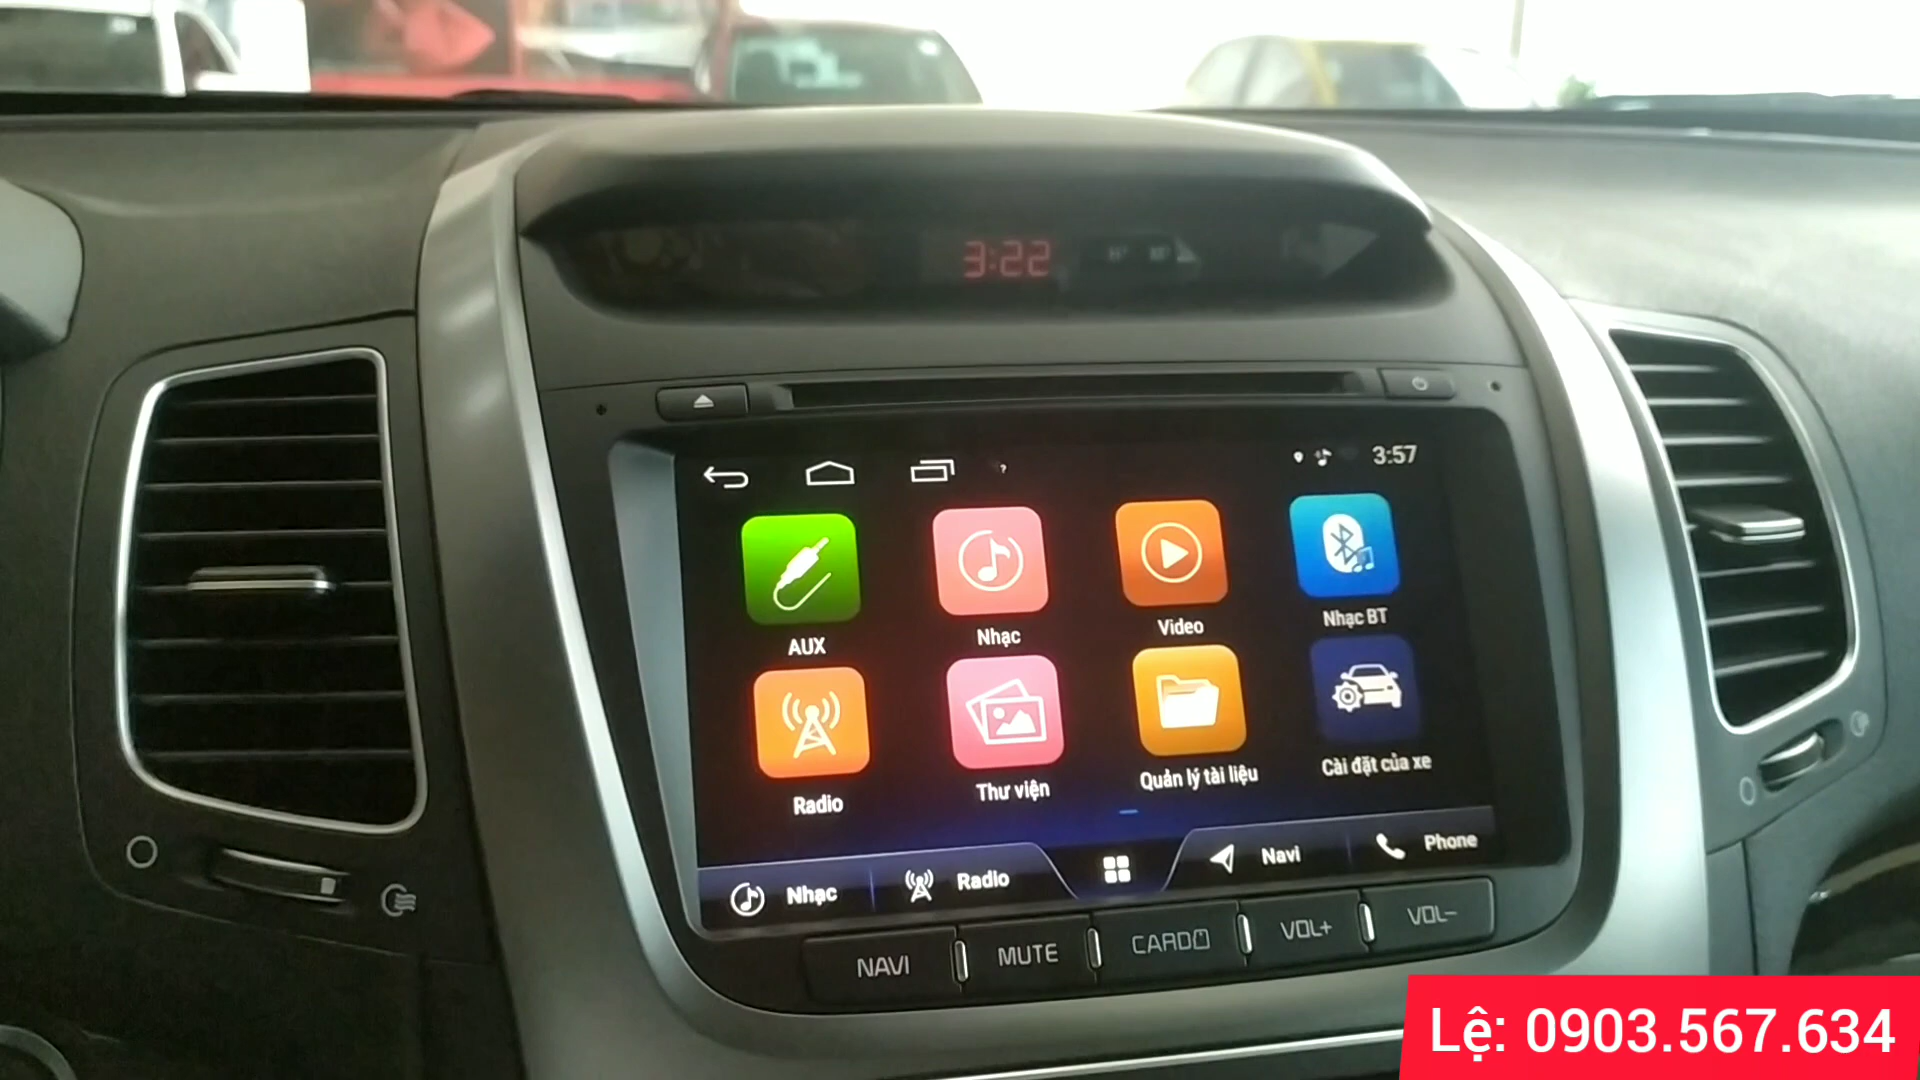 3:22
3:57
AUX
Nhạc
Video
Nhạc BT
Radio
Thư viện
Quản lý tài liệu
Cài đặt của xe
Nhạc
Radio
Navi
Phone
NAVI
MUTE
CARD
VOL+
VOL-
Lệ: 0903.567.634